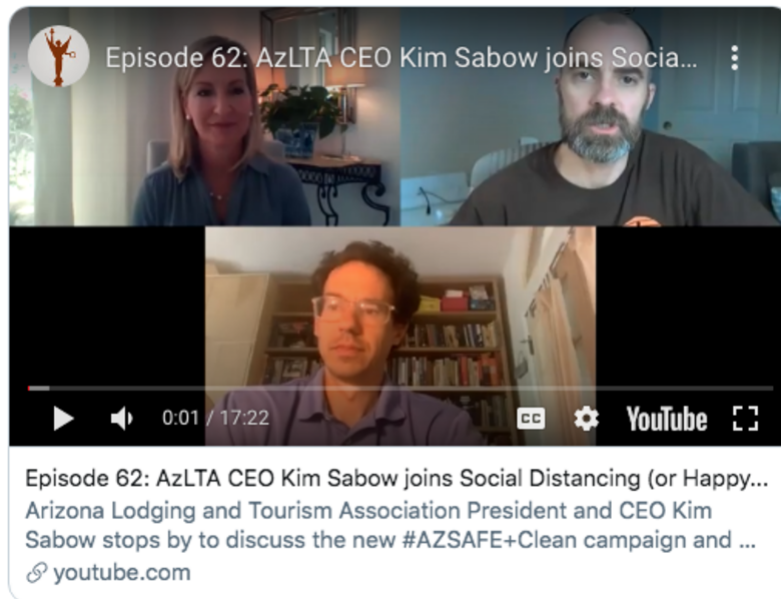 Episode 62: AzLTA CEO Kim Sabow joins Socia...
0:01 / 17:22
CC
YouTube
Episode 62: AzLTA CEO Kim Sabow joins Social Distancing (or Happy...
Arizona Lodging and Tourism Association President and CEO Kim
Sabow stops by to discuss the new #AZSAFE+Clean campaign and ...
youtube.com